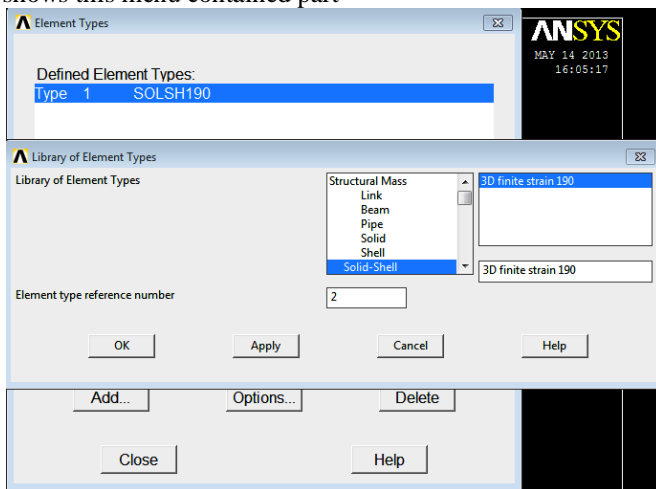 shows this menu contained part
Element Types
ANSYS
MAY 14 2013
16:05:17
Defined Element Types:
Type 1 SOLSH190
Library of Element Types
Library of Element Types
Structural Mass
Link
Beam
Pipe
Solid
Shell
Solid-Shell
3D finite strain 190
3D finite strain 190
Element type reference number
2
OK Apply Cancel Help
Add... Options... Delete
Close Help